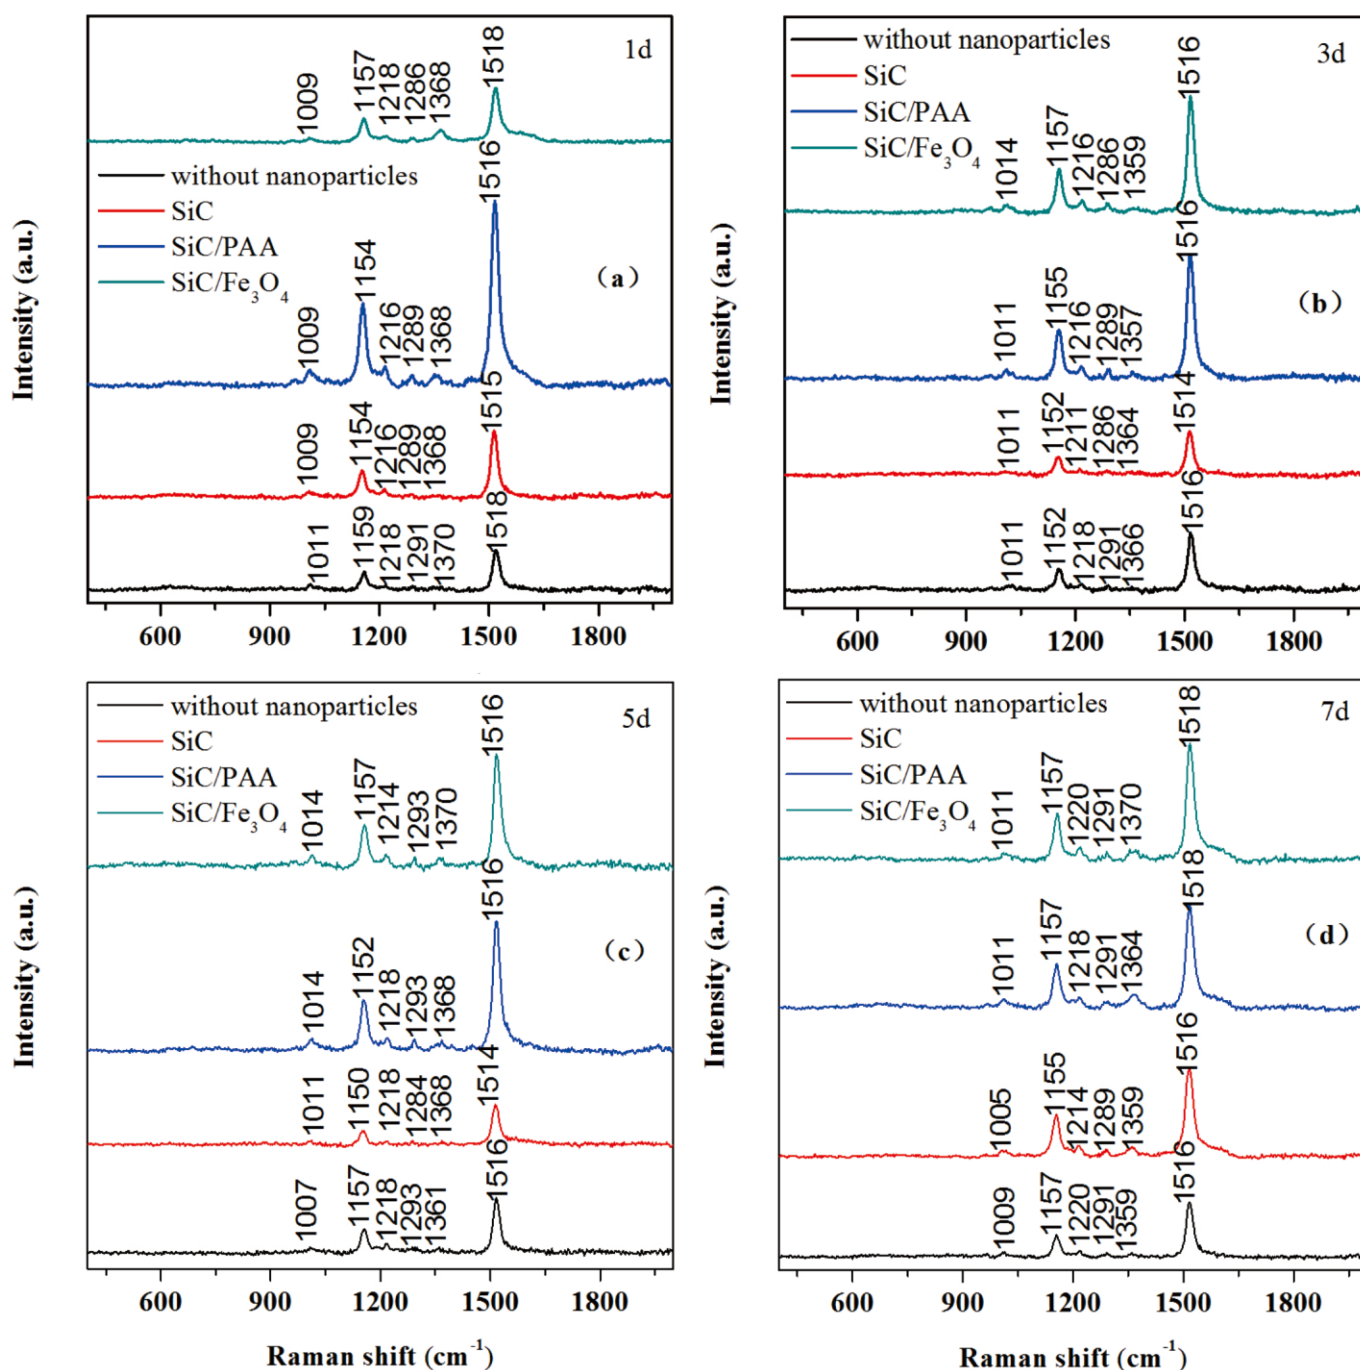 1d
1009 1157 1218 1286 1368 1518
without nanoparticles
SiC
SiC/PAA
SiC/Fe₃O₄
(a)
1009 1154 1216 1289 1368 1516
1009 1154 1216 1289 1368 1515
1011 1159 1218 1291 1370 1518
600 900 1200 1500 1800
Intensity (a.u.)
3d
without nanoparticles
SiC
SiC/PAA
SiC/Fe₃O₄
1014 1157 1216 1286 1359 1516
(b)
1011 1155 1216 1289 1357 1516
1011 1152 1211 1286 1364 1514
1011 1152 1218 1291 1366 1516
600 900 1200 1500 1800
Intensity (a.u.)
5d
without nanoparticles
SiC
SiC/PAA
SiC/Fe₃O₄
1014 1157 1214 1293 1370 1516
(c)
1014 1152 1218 1293 1368 1516
1011 1150 1218 1284 1368 1514
1007 1157 1218 1293 1361 1516
600 900 1200 1500 1800
Intensity (a.u.)
Raman shift (cm⁻¹)
7d
without nanoparticles
SiC
SiC/PAA
SiC/Fe₃O₄
1011 1157 1220 1291 1370 1518
(d)
1011 1157 1218 1291 1364 1518
1005 1155 1214 1289 1359 1516
1009 1157 1220 1291 1359 1516
600 900 1200 1500 1800
Intensity (a.u.)
Raman shift (cm⁻¹)